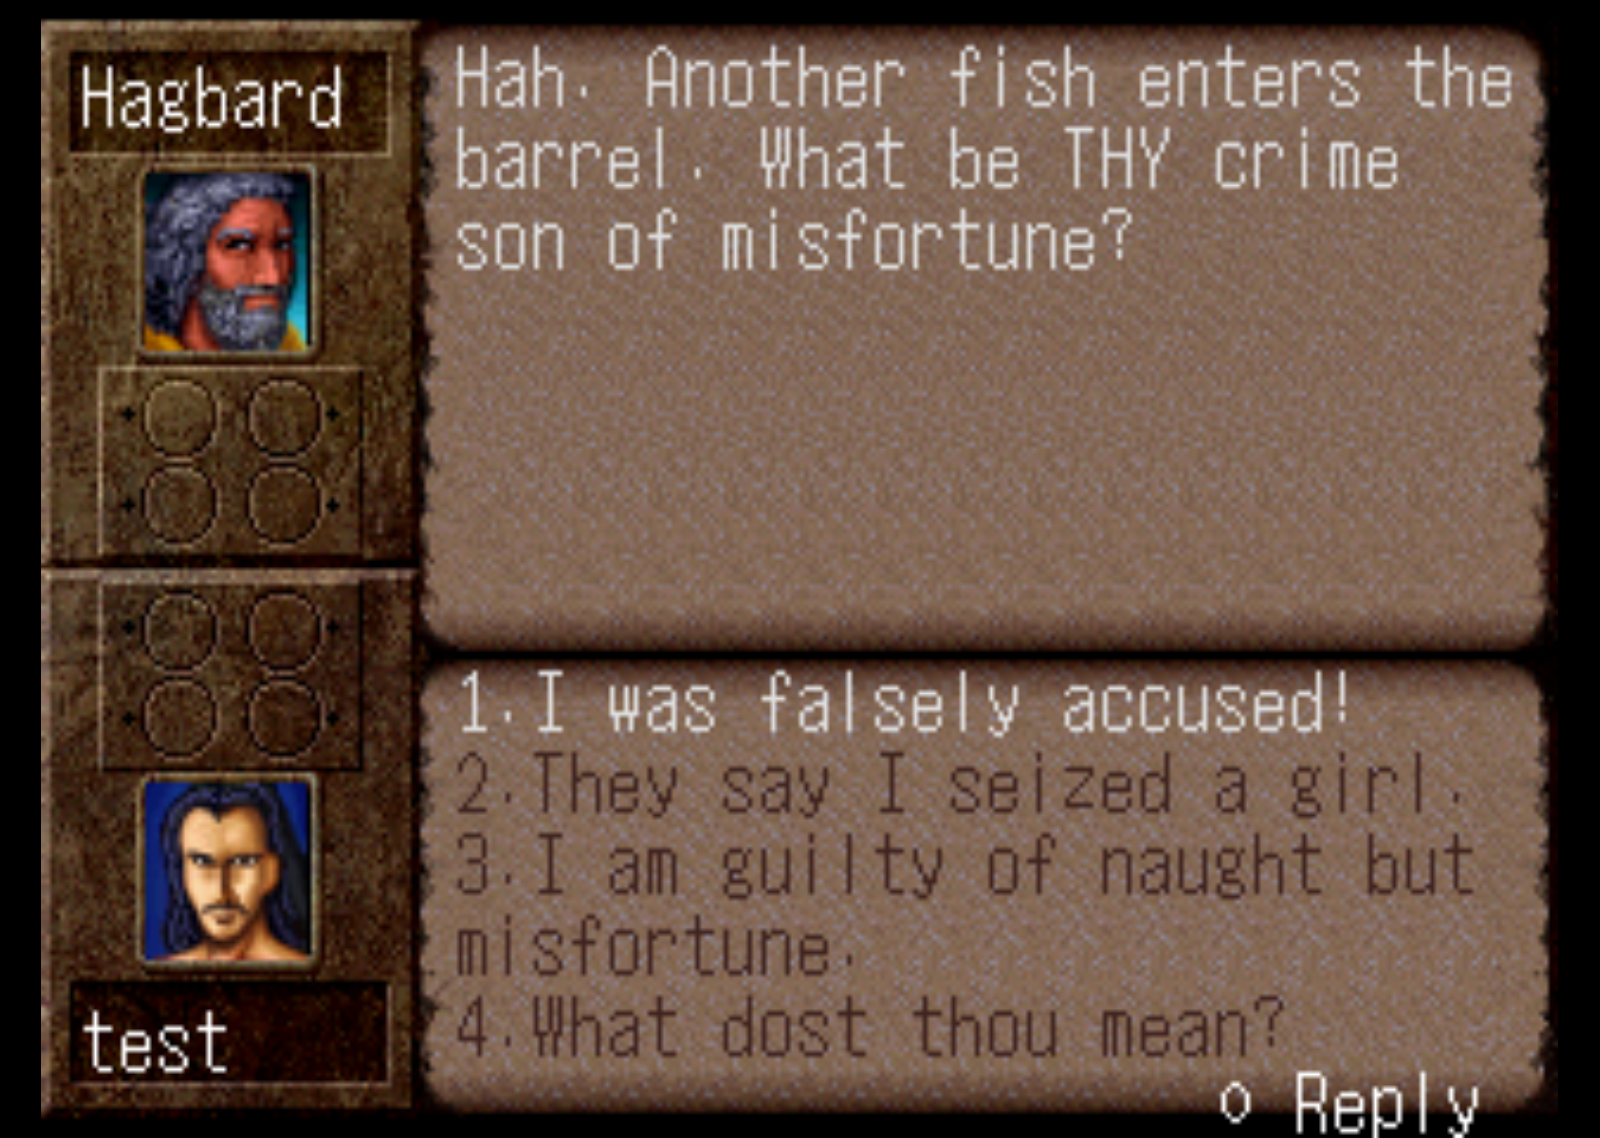 Hagbard
Hah. Another fish enters the
barrel. What be THY crime
son of misfortune?
1.I was falsely accused!
2.They say I seized a girl.
3.I am guilty of naught but
misfortune.
4.What dost thou mean?
test
o Reply